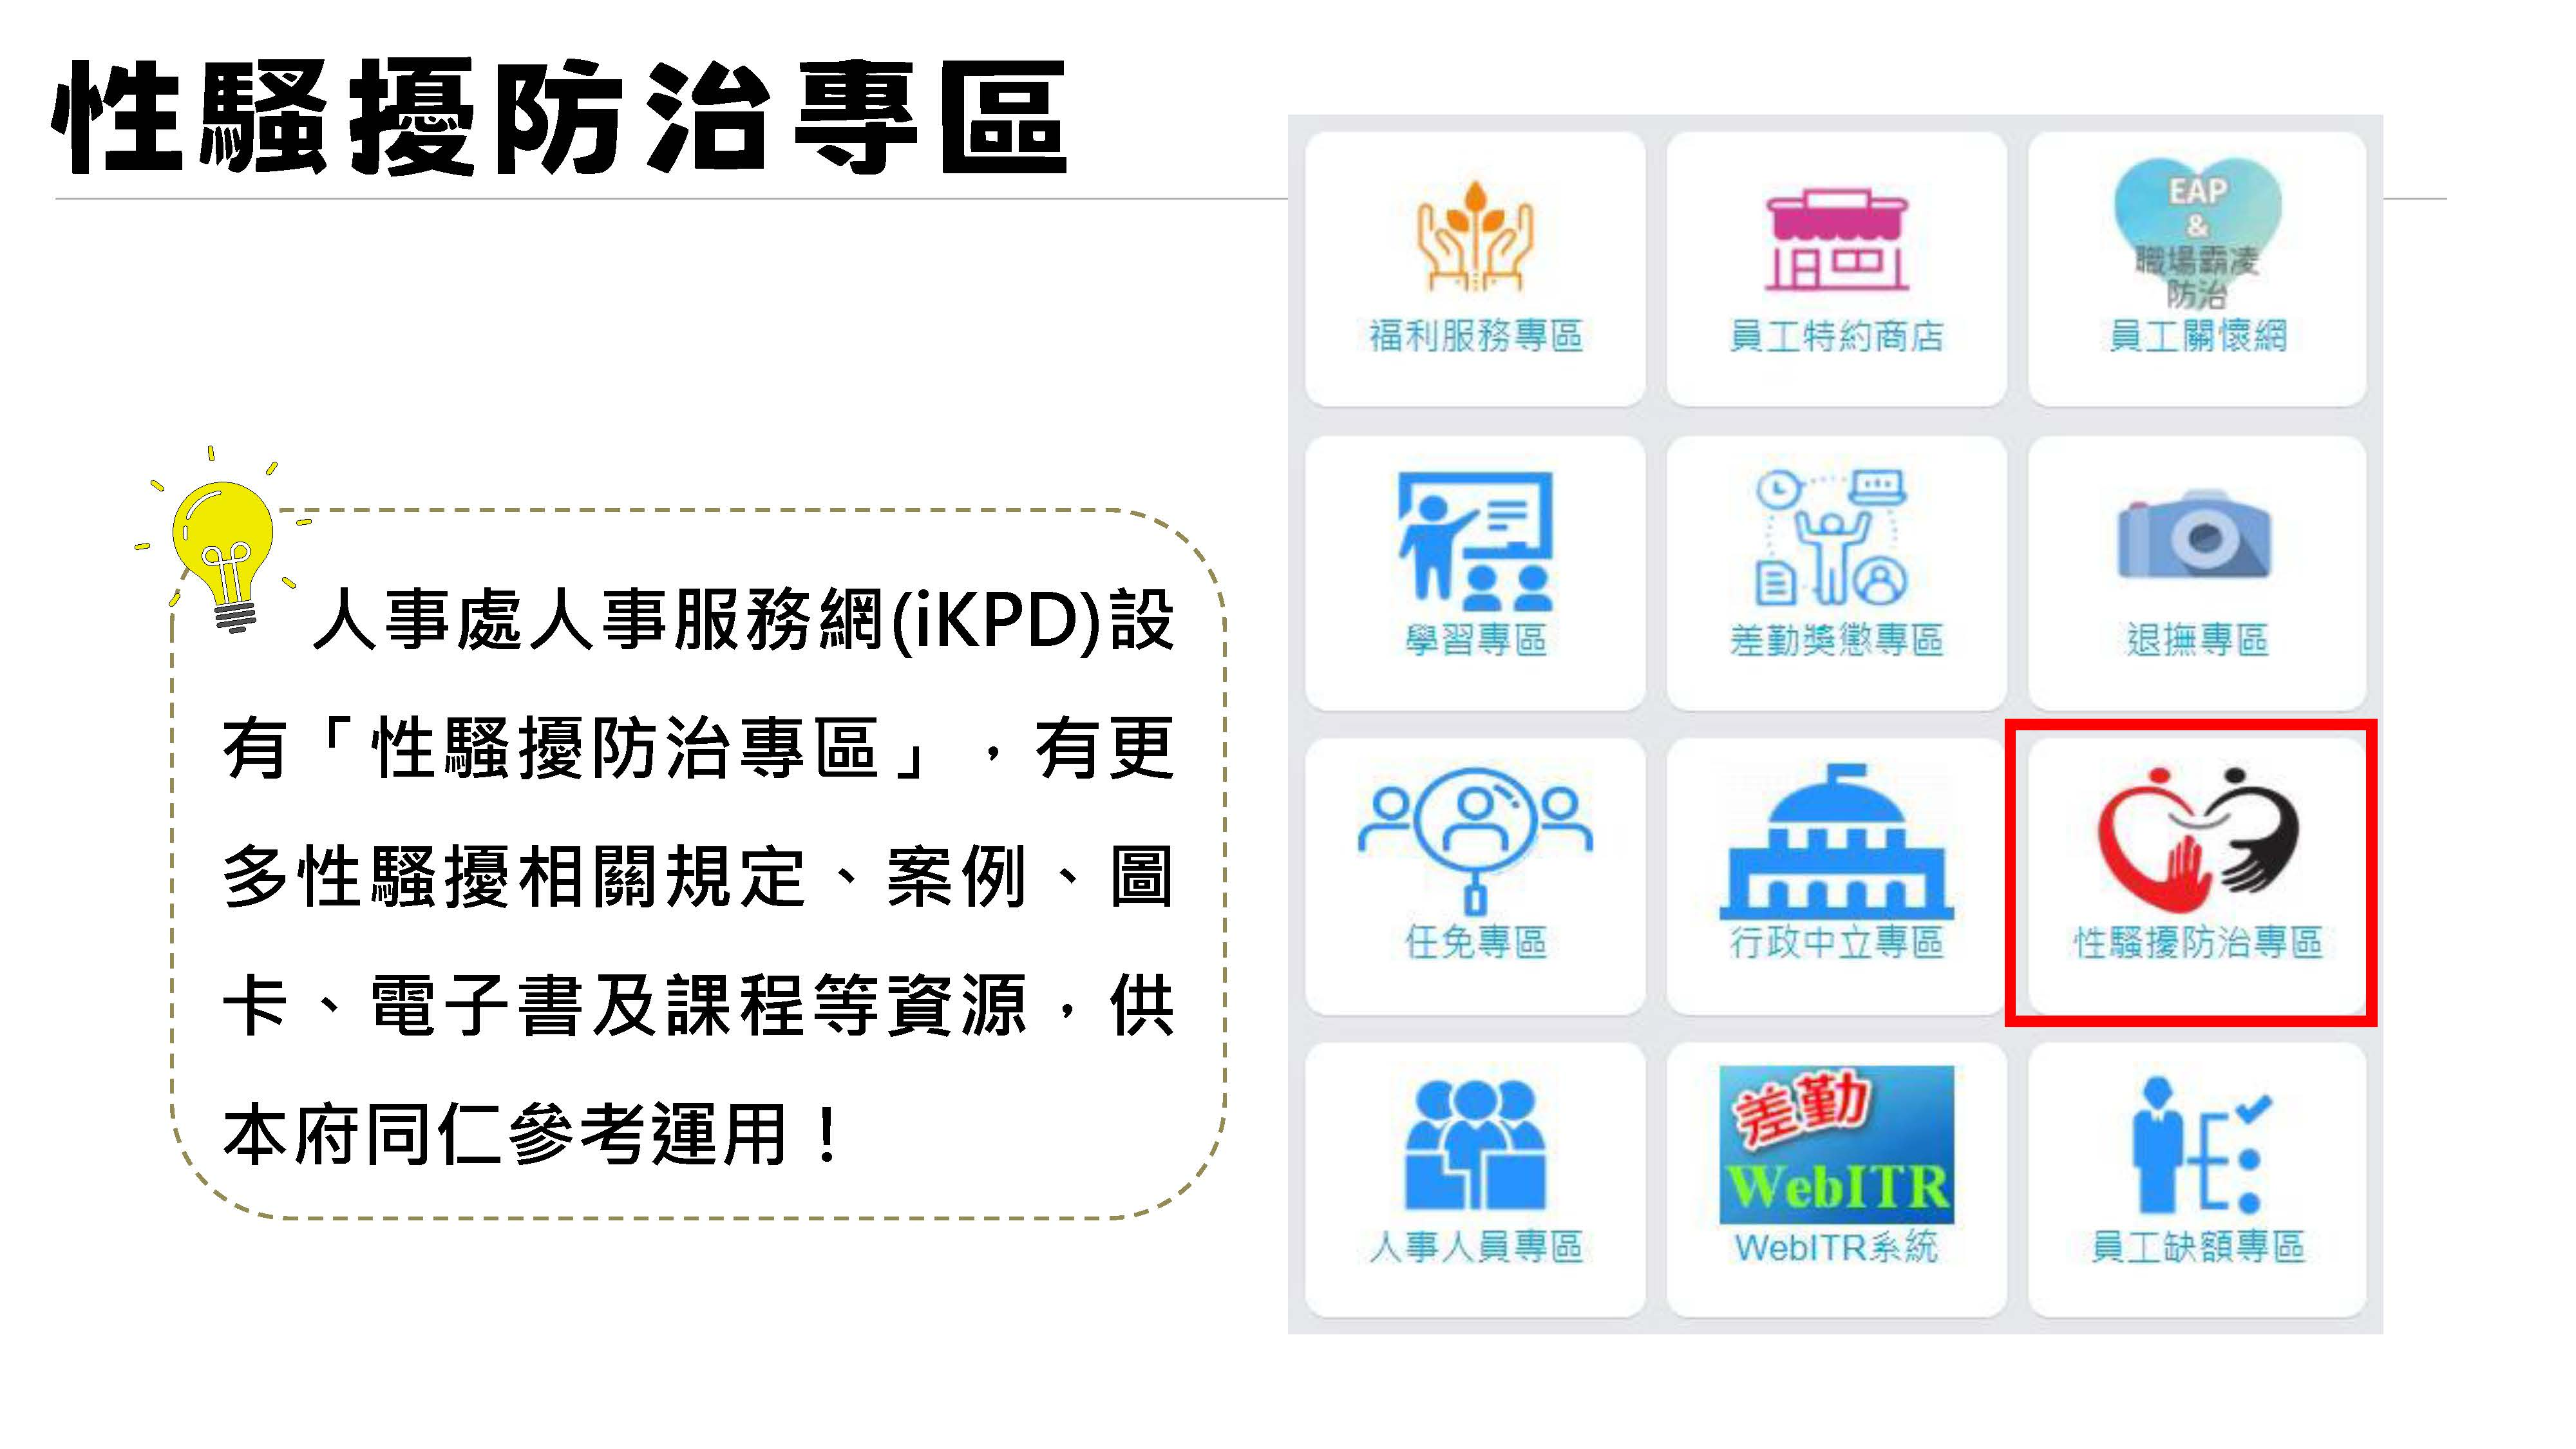 性騷擾防治專區
人事處人事服務網(iKPD)設
有「性騷擾防治專區」，有更
多性騷擾相關規定、案例、圖
卡、電子書及課程等資源，供
本府同仁參考運用！
EAP
&
職場霸凌
防治
福利服務專區
員工特約商店
員工關懷網
學習專區
差勤獎懲專區
退撫專區
任免專區
行政中立專區
性騷擾防治專區
差勤
WebITR
人事人員專區
WebITR系統
員工缺額專區